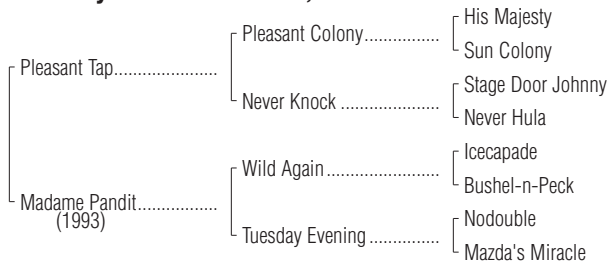 His Majesty
Pleasant Colony................
Sun Colony
Pleasant Tap......................
Stage Door Johnny
Never Knock .....................
Never Hula
Icecapade
Wild Again ........................
Bushel-n-Peck
Madame Pandit.................
(1993)
Nodouble
Tuesday Evening ...............
Mazda's Miracle